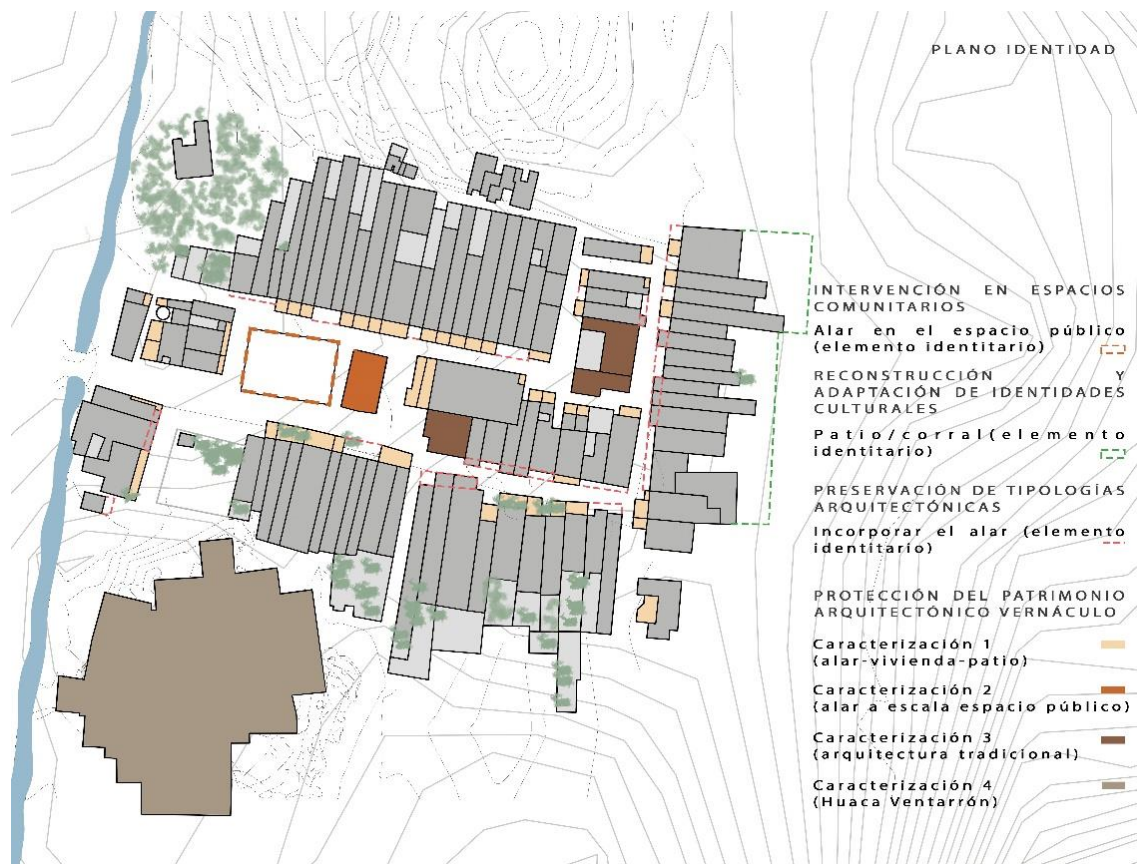 PLANO IDENTIDAD
INTERVENCIÓN EN ESPACIOS
COMUNITARIOS
Alar en el espacio público
(elemento identitario)
RECONSTRUCCIÓN Y
ADAPTACIÓN DE IDENTIDADES
CULTURALES
Patio/corral(elemento
identitario)
PRESERVACIÓN DE TIPOLOGÍAS
ARQUITECTÓNICAS
Incorporar el alar (elemento
identitario)
PROTECCIÓN DEL PATRIMONIO
ARQUITECTÓNICO VERNÁCULO
Caracterización 1
(alar-vivienda-patio)
Caracterización 2
(alar a escala espacio público)
Caracterización 3
(arquitectura tradicional)
Caracterización 4
(Huaca Ventarrón)